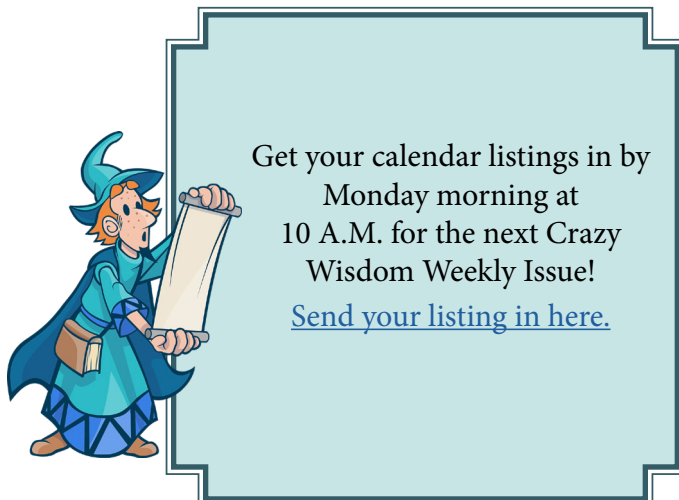 Get your calendar listings in by
Monday morning at
10 A.M. for the next Crazy
Wisdom Weekly Issue!
Send your listing in here.